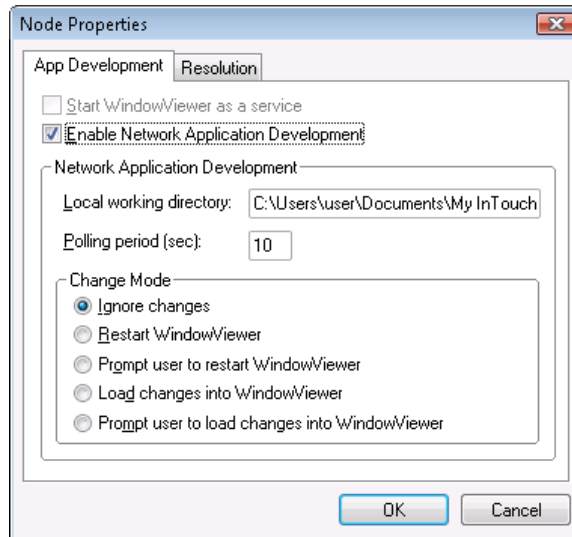 Node Properties
App Development Resolution
Start WindowViewer as a service
Enable Network Application Development
Network Application Development
Local working directory: C:\Users\user\Documents\My InTouch
Polling period (sec): 10
Change Mode
Ignore changes
Restart WindowViewer
Prompt user to restart WindowViewer
Load changes into WindowViewer
Prompt user to load changes into WindowViewer
OK Cancel